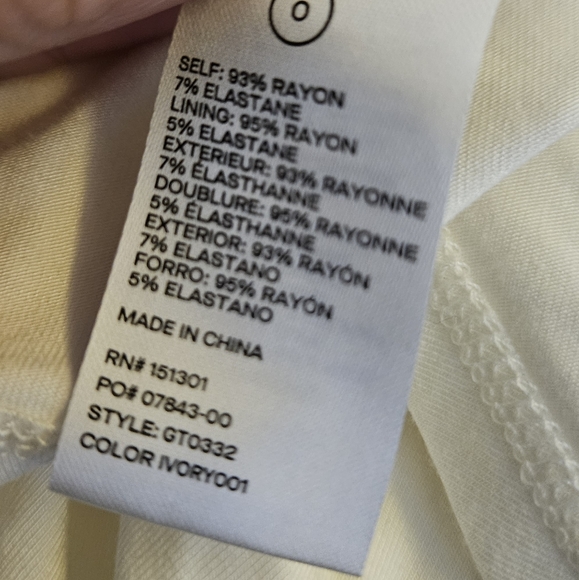 0
SELF: 93% RAYON
7% ELASTANE
LINING: 95% RAYON
5% ELASTANE
EXTERIEUR: 93% RAYONNE
7% ÉLASTHANNE
DOUBLURE: 95% RAYONNE
5% ÉLASTHANNE
EXTERIOR: 93% RAYÓN
7% ELASTANO
FORRO: 95% RAYÓN
5% ELASTANO
MADE IN CHINA
RN# 151301
PO# 07843-00
STYLE: GT0332
COLOR IVORY001